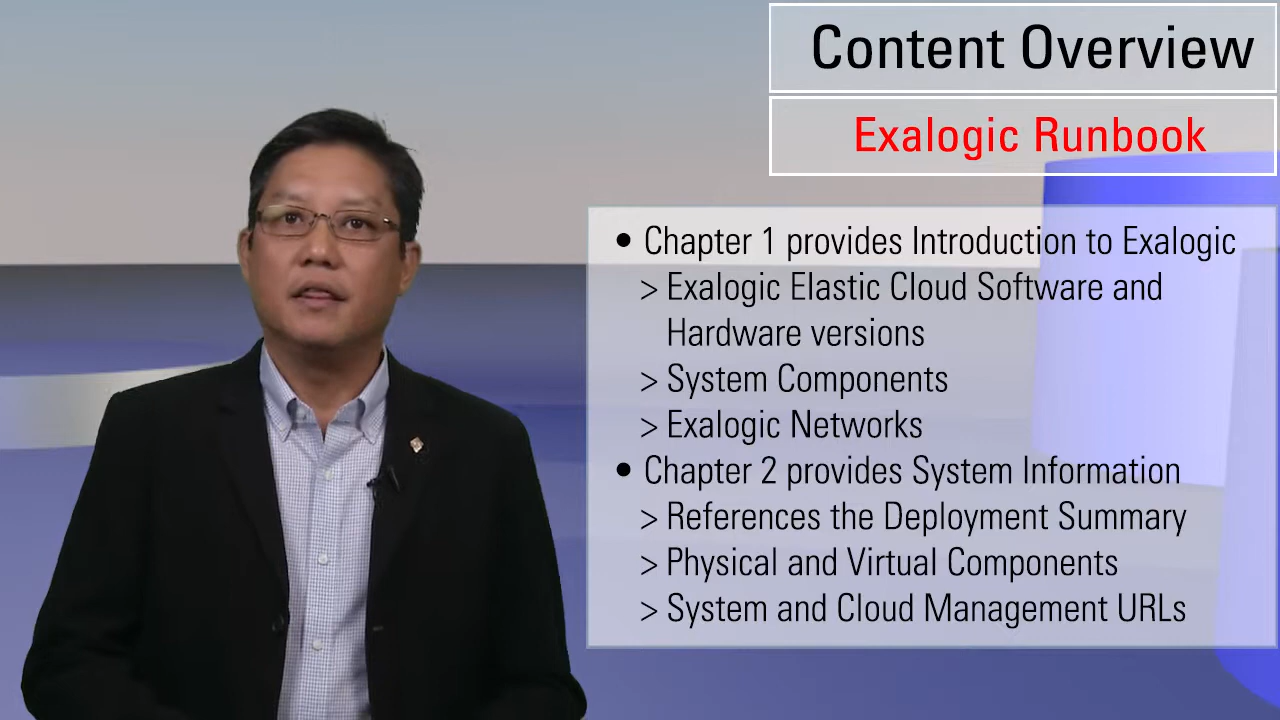 Content Overview
Exalogic Runbook
• Chapter 1 provides Introduction to Exalogic
> Exalogic Elastic Cloud Software and
Hardware versions
> System Components
> Exalogic Networks
• Chapter 2 provides System Information
> References the Deployment Summary
> Physical and Virtual Components
> System and Cloud Management URLs